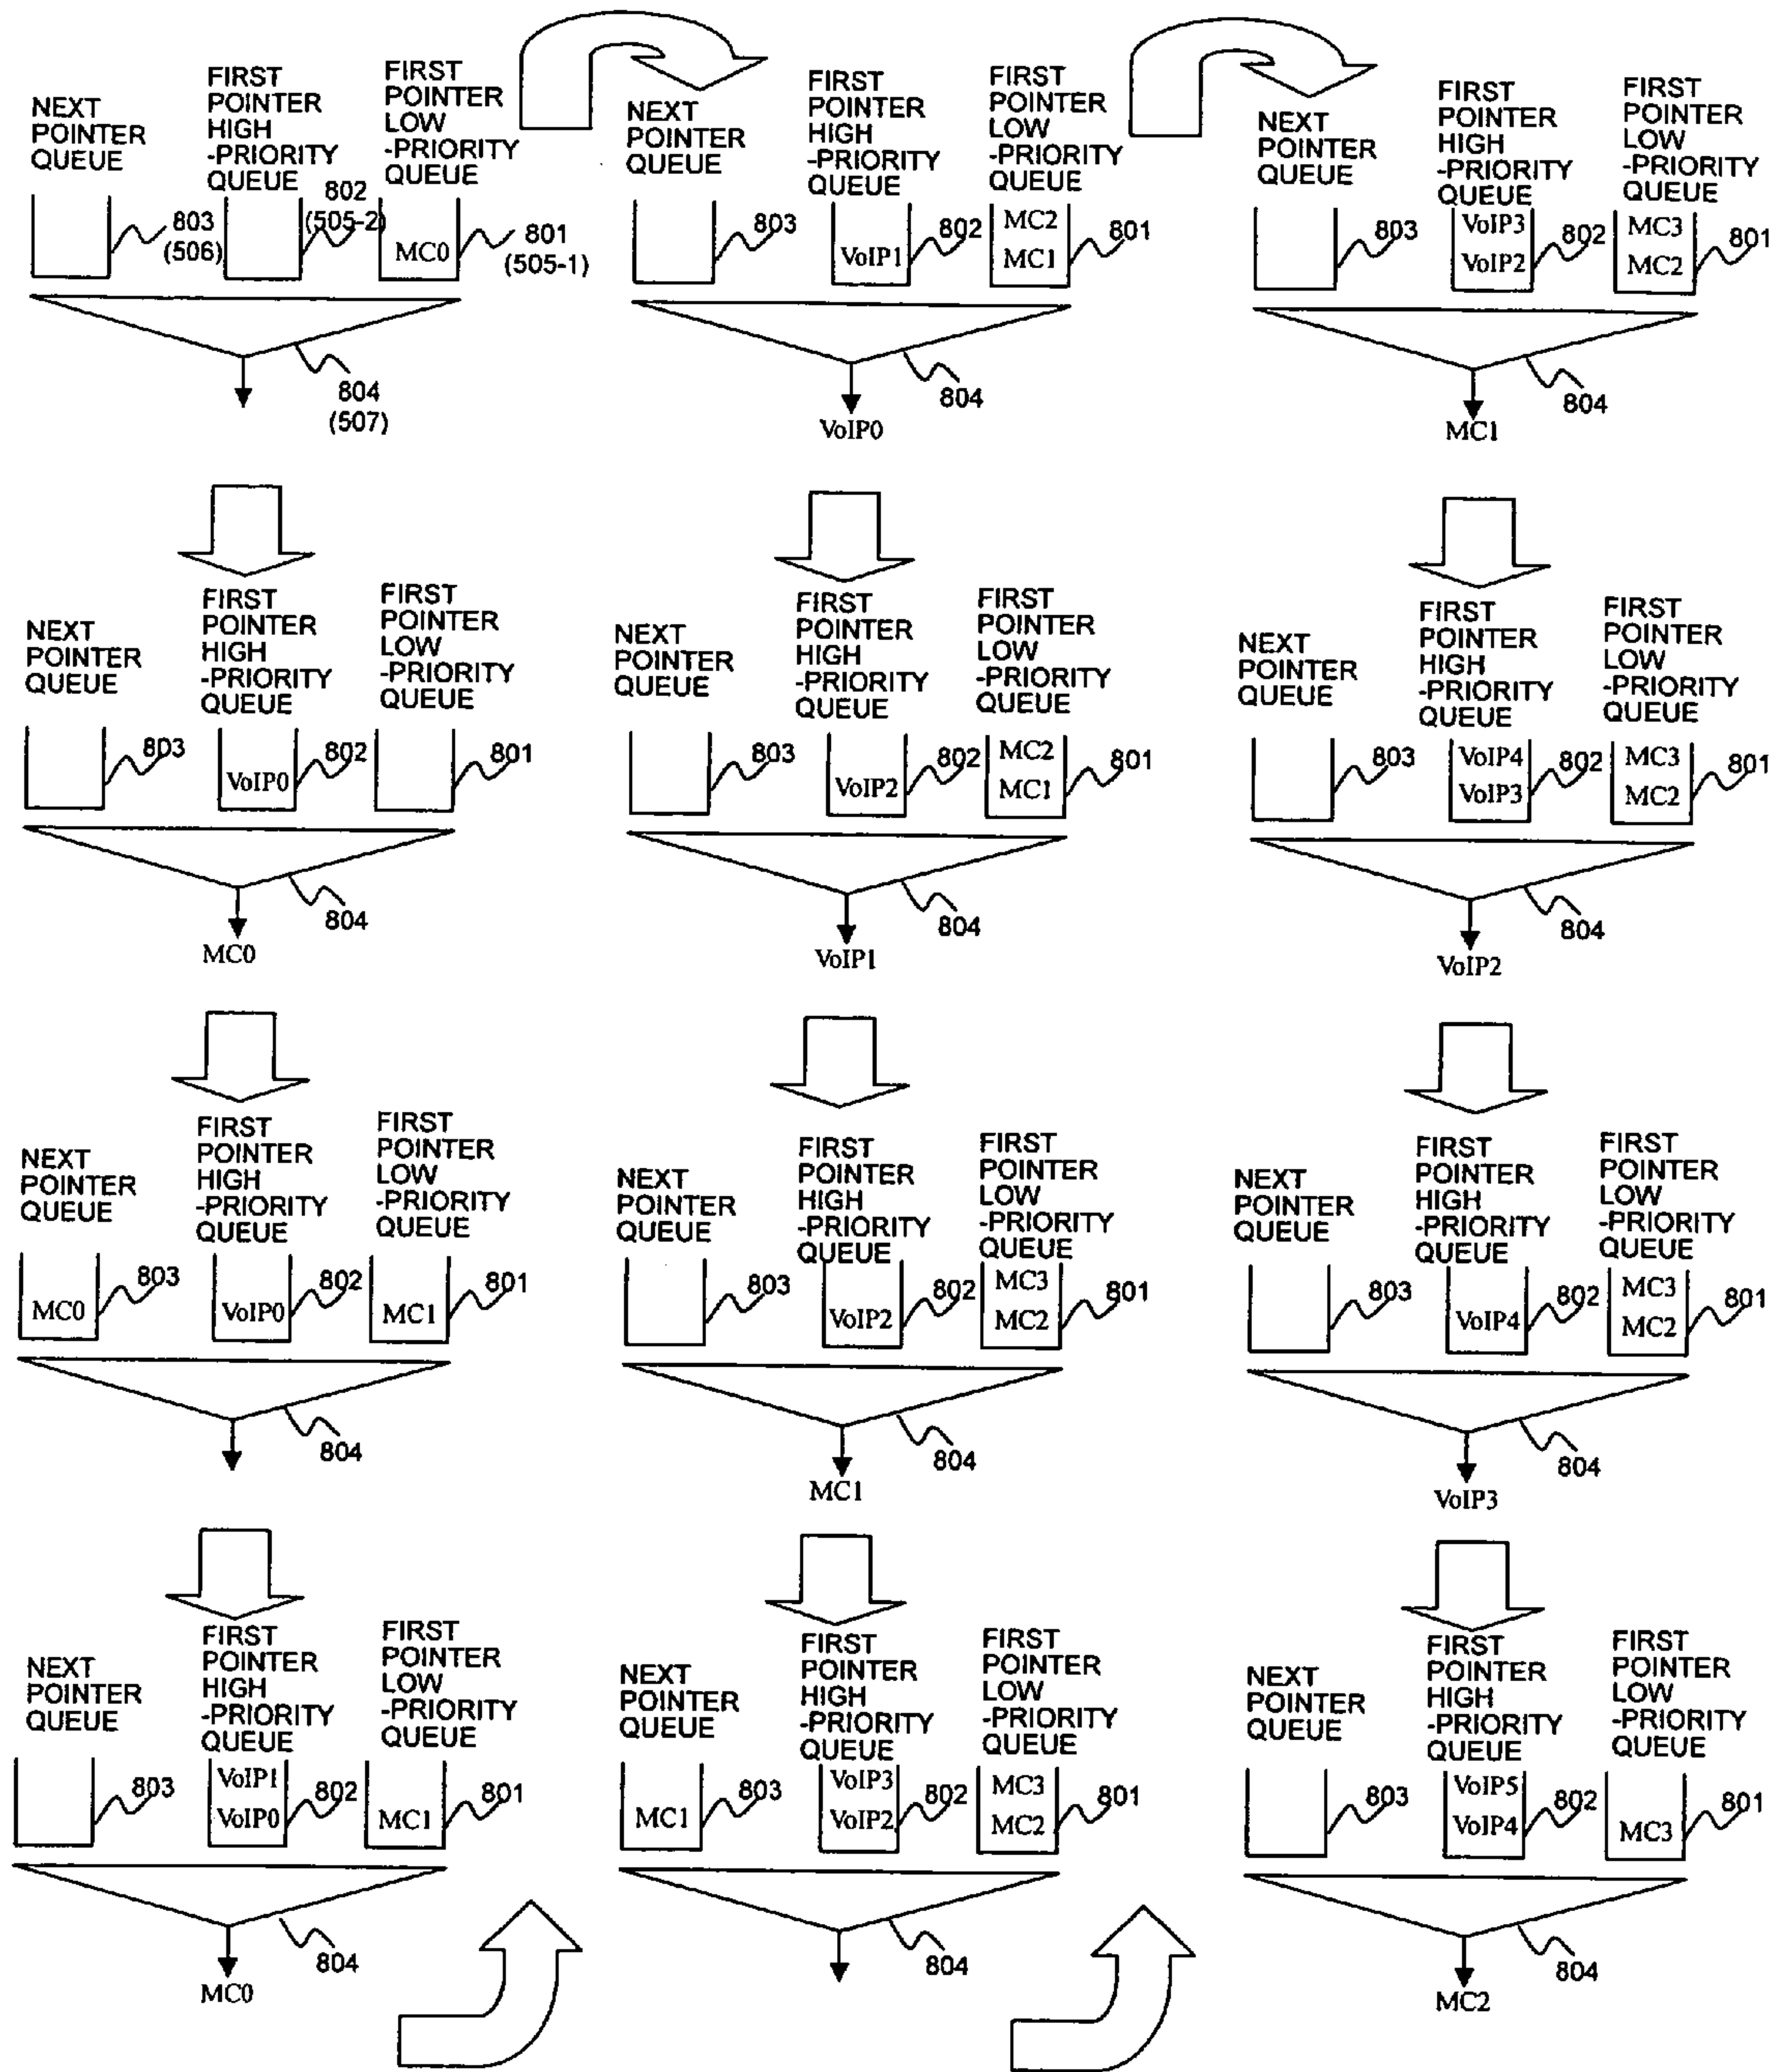 NEXT
POINTER
QUEUE
FIRST
POINTER
HIGH
-PRIORITY
QUEUE
FIRST
POINTER
LOW
-PRIORITY
QUEUE
803
(506)
802
(505-2)
MC0
801
(505-1)
804
(507)
NEXT
POINTER
QUEUE
FIRST
POINTER
HIGH
-PRIORITY
QUEUE
FIRST
POINTER
LOW
-PRIORITY
QUEUE
803
VoIP0
802
801
804
MC0
NEXT
POINTER
QUEUE
FIRST
POINTER
HIGH
-PRIORITY
QUEUE
FIRST
POINTER
LOW
-PRIORITY
QUEUE
MC0
803
VoIP0
802
MC1
801
804
NEXT
POINTER
QUEUE
FIRST
POINTER
HIGH
-PRIORITY
QUEUE
FIRST
POINTER
LOW
-PRIORITY
QUEUE
803
VoIP1
VoIP0
802
MC1
801
804
MC0
NEXT
POINTER
QUEUE
FIRST
POINTER
HIGH
-PRIORITY
QUEUE
FIRST
POINTER
LOW
-PRIORITY
QUEUE
803
VoIP1
802
MC2
MC1
801
804
VoIP0
NEXT
POINTER
QUEUE
FIRST
POINTER
HIGH
-PRIORITY
QUEUE
FIRST
POINTER
LOW
-PRIORITY
QUEUE
803
VoIP2
802
MC2
MC1
801
804
VoIP1
NEXT
POINTER
QUEUE
FIRST
POINTER
HIGH
-PRIORITY
QUEUE
FIRST
POINTER
LOW
-PRIORITY
QUEUE
803
VoIP2
802
MC3
MC2
801
804
MC1
NEXT
POINTER
QUEUE
FIRST
POINTER
HIGH
-PRIORITY
QUEUE
FIRST
POINTER
LOW
-PRIORITY
QUEUE
MC1
803
VoIP3
VoIP2
802
MC3
MC2
801
804
NEXT
POINTER
QUEUE
FIRST
POINTER
HIGH
-PRIORITY
QUEUE
FIRST
POINTER
LOW
-PRIORITY
QUEUE
803
VoIP3
VoIP2
802
MC3
MC2
801
804
MC1
NEXT
POINTER
QUEUE
FIRST
POINTER
HIGH
-PRIORITY
QUEUE
FIRST
POINTER
LOW
-PRIORITY
QUEUE
803
VoIP4
VoIP3
802
MC3
MC2
801
804
VoIP2
NEXT
POINTER
QUEUE
FIRST
POINTER
HIGH
-PRIORITY
QUEUE
FIRST
POINTER
LOW
-PRIORITY
QUEUE
803
VoIP4
802
MC3
MC2
801
804
VoIP3
NEXT
POINTER
QUEUE
FIRST
POINTER
HIGH
-PRIORITY
QUEUE
FIRST
POINTER
LOW
-PRIORITY
QUEUE
803
VoIP5
VoIP4
802
MC3
801
804
MC2